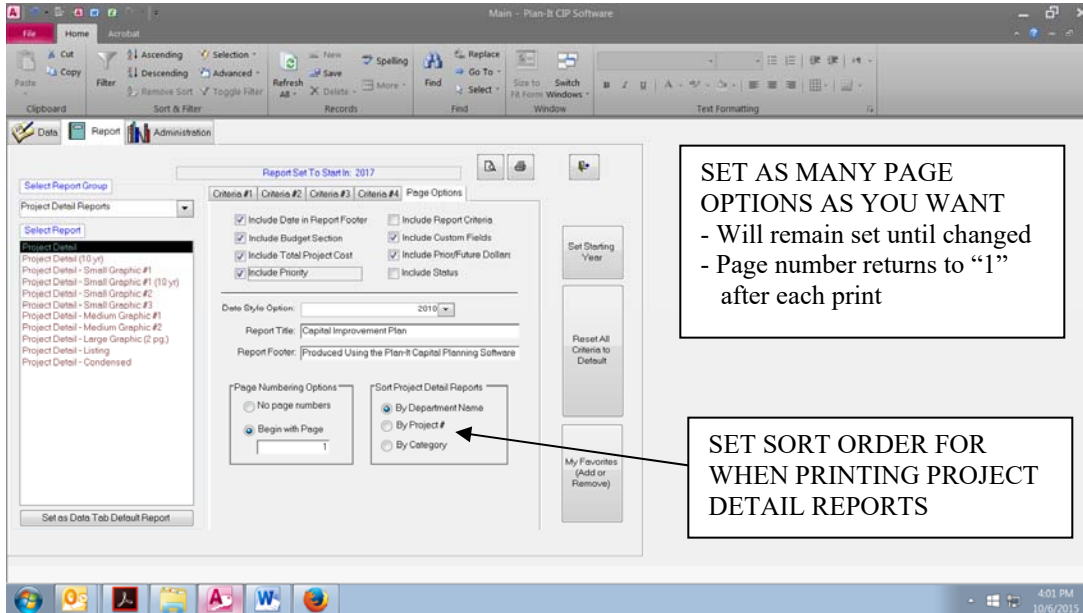 Main - Plan-It CIP Software
File Home Acrobat
Cut
Copy
Paste
Clipboard
Filter
Ascending
Descending
Remove Sort
Selection
Advanced
Toggle Filter
Sort & Filter
Refresh All
New
Save
Delete
Spelling
More
Records
Find
Replace
Go To
Select
Find
Size to Fit Form
Switch Windows
Window
B I U A
Text Formatting
Data Report Administration
Report Set To Start In: 2017
Select Report Group
Project Detail Reports
Select Report
Project Detail
Project Detail (10 yr)
Project Detail - Small Graphic #1
Project Detail - Small Graphic #1 (10 yr)
Project Detail - Small Graphic #2
Project Detail - Small Graphic #3
Project Detail - Medium Graphic #1
Project Detail - Medium Graphic #2
Project Detail - Large Graphic (2 pg.)
Project Detail - Listing
Project Detail - Condensed
Set as Data Tab Default Report
Criteria #1 Criteria #2 Criteria #3 Criteria #4 Page Options
Include Date in Report Footer
Include Report Criteria
Include Budget Section
Include Custom Fields
Include Total Project Cost
Include Prior/Future Dollars
Include Priority
Include Status
Date Style Option: 2010
Report Title: Capital Improvement Plan
Report Footer: Produced Using the Plan-It Capital Planning Software
Page Numbering Options
No page numbers
Begin with Page
1
Sort Project Detail Reports
By Department Name
By Project #
By Category
Set Starting
Year
Reset All
Criteria to
Default
My Favorites
(Add or
Remove)
SET AS MANY PAGE
OPTIONS AS YOU WANT
- Will remain set until changed
- Page number returns to “1”
after each print
SET SORT ORDER FOR
WHEN PRINTING PROJECT
DETAIL REPORTS
4:01 PM
10/6/2015